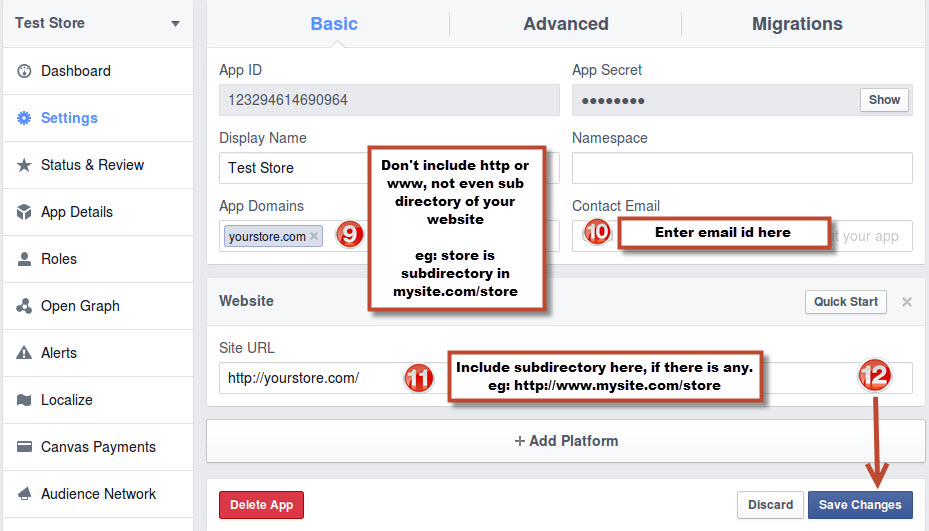 Test Store
Dashboard
Settings
Status & Review
App Details
Roles
Open Graph
Alerts
Localize
Canvas Payments
Audience Network
Basic
Advanced
Migrations
App ID
App Secret
123294614690964
●●●●●●●●
Show
Display Name
Namespace
Test Store
Don't include http or
www, not even sub
directory of your
website
eg: store is
subdirectory in
mysite.com/store
App Domains
Contact Email
yourstore.com ×
9
10
Enter email id here
t your app
Website
Quick Start
×
Site URL
http://yourstore.com/
11
Include subdirectory here, if there is any.
eg: http://www.mysite.com/store
12
+ Add Platform
Delete App
Discard
Save Changes